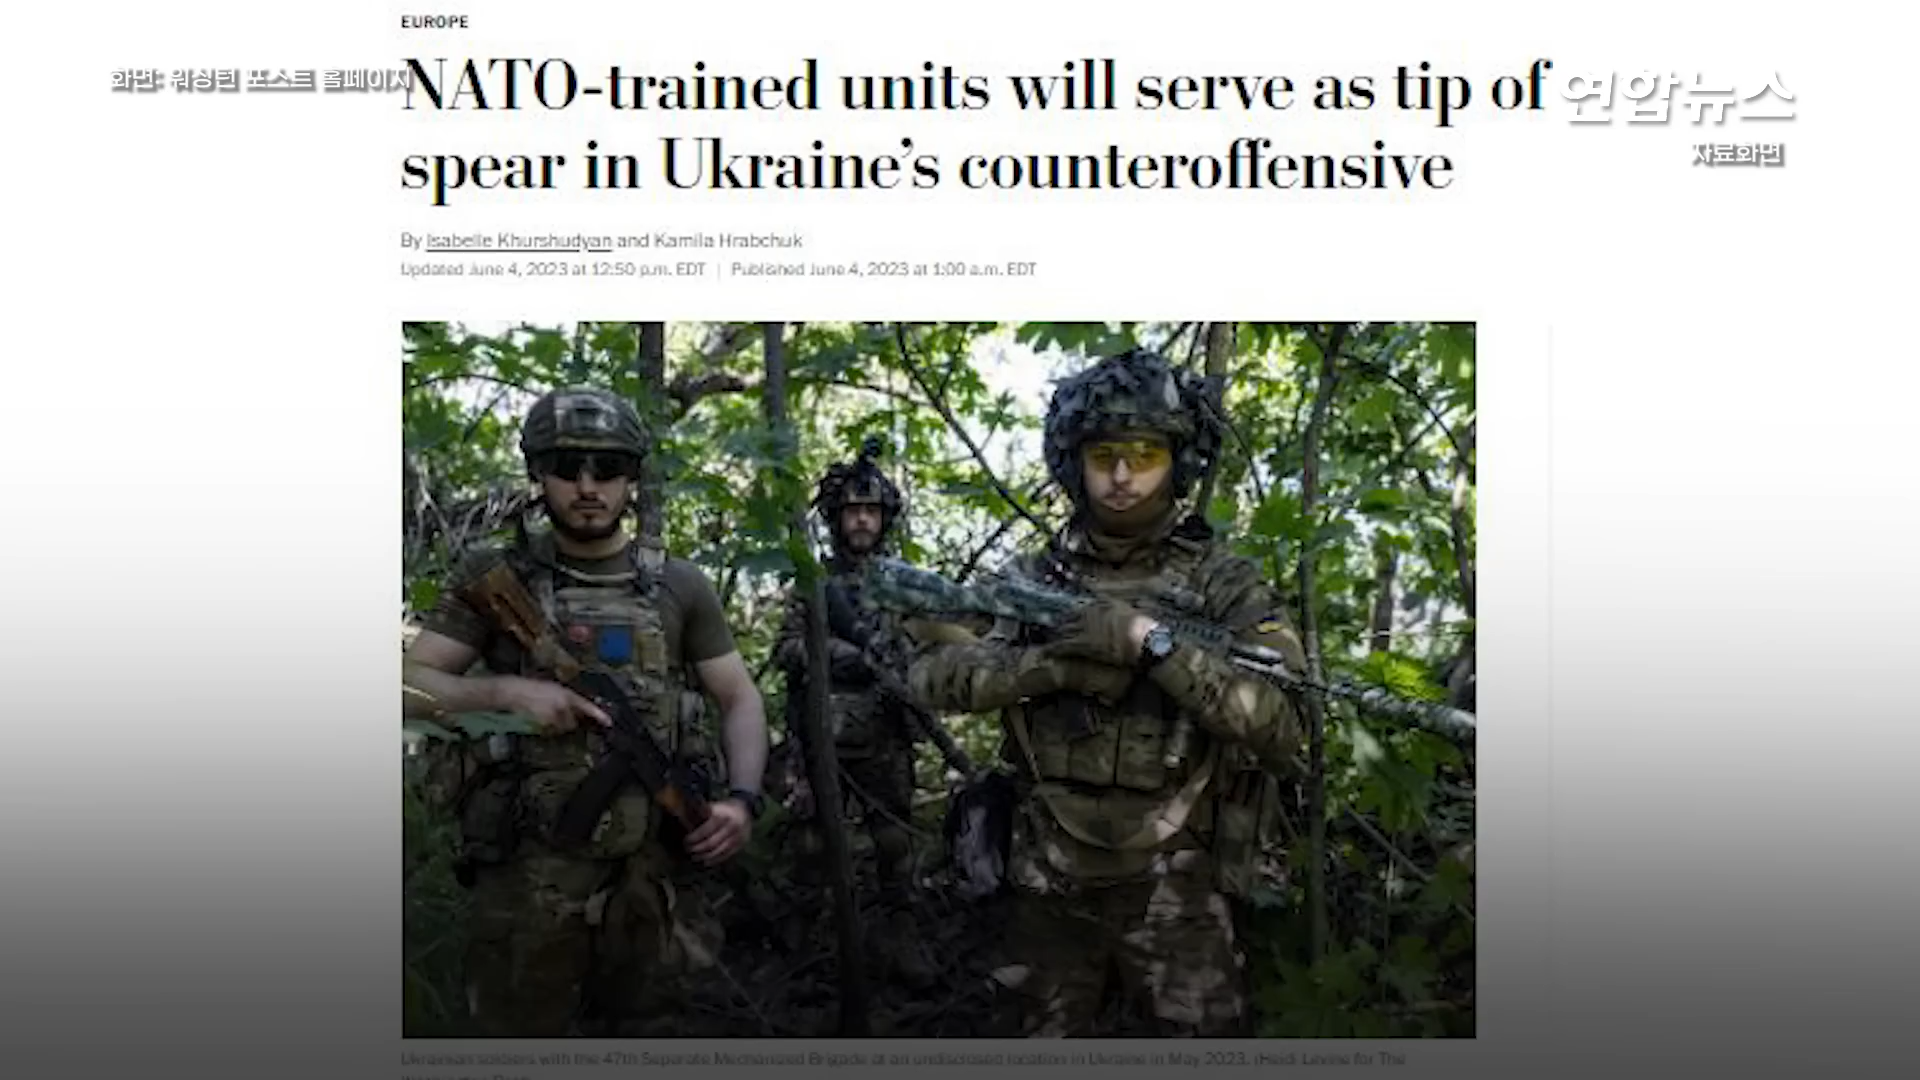 EUROPE
화면: 워싱턴 포스트 홈페이지
NATO-trained units will serve as tip of
spear in Ukraine’s counteroffensive
연합뉴스
자료화면
By Isabelle Khurshudyan and Kamila Hrabchuk
Updated June 4, 2023 at 12:50 p.m. EDT | Published June 4, 2023 at 1:00 a.m. EDT
Ukrainian soldiers with the 47th Separate Mechanized Brigade at an undisclosed location in Ukraine in May 2023. (Heidi Levine for The